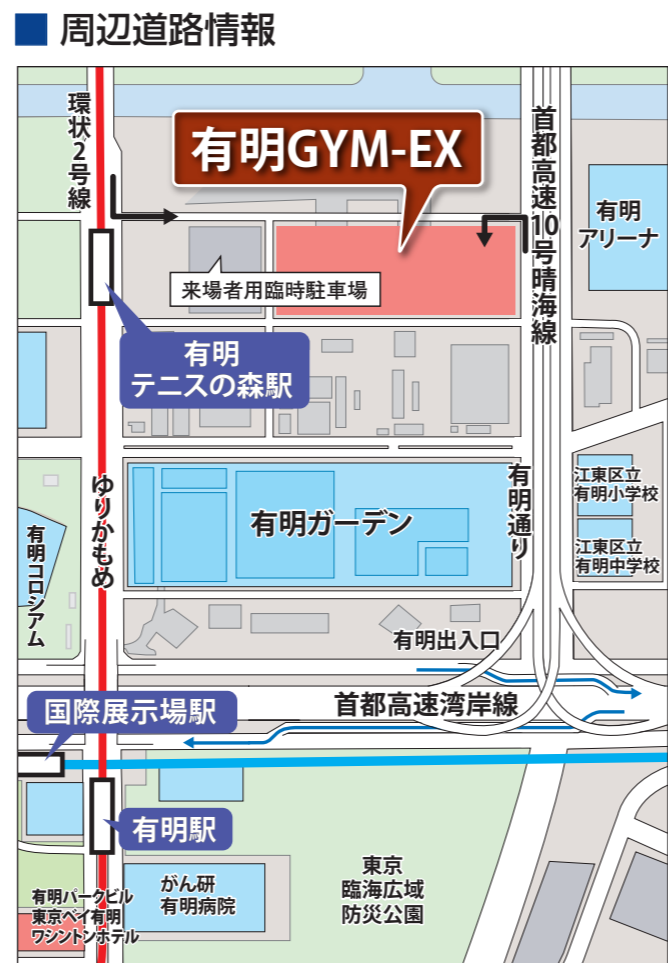 周辺道路情報
環状2号線
有明GYM-EX
首都高速10号晴海線
有明
アリーナ
来場者用臨時駐車場
有明
テニスの森駅
ゆりかもめ
有明ガーデン
有明通り
江東区立
有明小学校
江東区立
有明中学校
有明コロシアム
有明出入口
国際展示場駅
首都高速湾岸線
有明駅
有明パークビル
東京ベイ有明
ワシントンホテル
がん研
有明病院
東京
臨海広域
防災公園